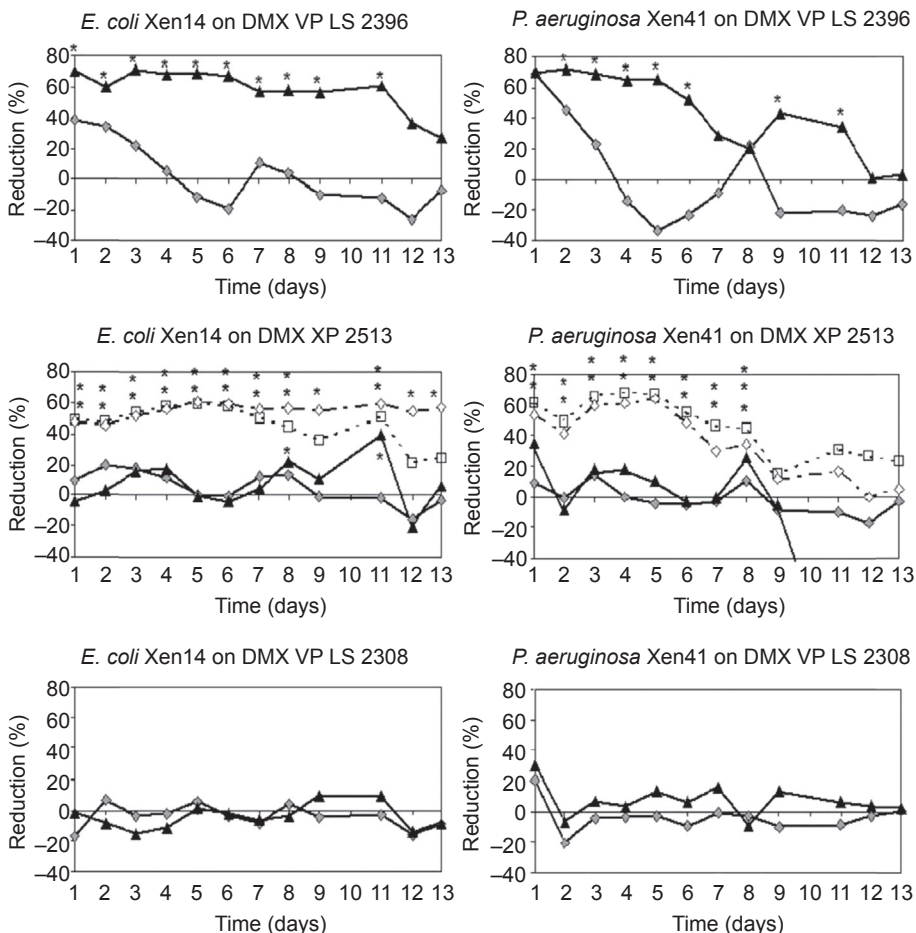 E. coli Xen14 on DMX VP LS 2396
80
60
40
20
0
–20
–40
Reduction (%)
* * * * * * * * * *
1 2 3 4 5 6 7 8 9 10 11 12 13
Time (days)
P. aeruginosa Xen41 on DMX VP LS 2396
80
60
40
20
0
–20
–40
Reduction (%)
* * * * * * *
1 2 3 4 5 6 7 8 9 10 11 12 13
Time (days)
E. coli Xen14 on DMX XP 2513
80
60
40
20
0
–20
–40
Reduction (%)
* * * * * * * * * * * *
* * * * * * * *
* *
*
1 2 3 4 5 6 7 8 9 10 11 12 13
Time (days)
P. aeruginosa Xen41 on DMX XP 2513
80
60
40
20
0
–20
–40
Reduction (%)
* * * * * * * *
* * * * * * * *
*
1 2 3 4 5 6 7 8 9 10 11 12 13
Time (days)
E. coli Xen14 on DMX VP LS 2308
80
60
40
20
0
–20
–40
Reduction (%)
1 2 3 4 5 6 7 8 9 10 11 12 13
Time (days)
P. aeruginosa Xen41 on DMX VP LS 2308
80
60
40
20
0
–20
–40
Reduction (%)
1 2 3 4 5 6 7 8 9 10 11 12 13
Time (days)